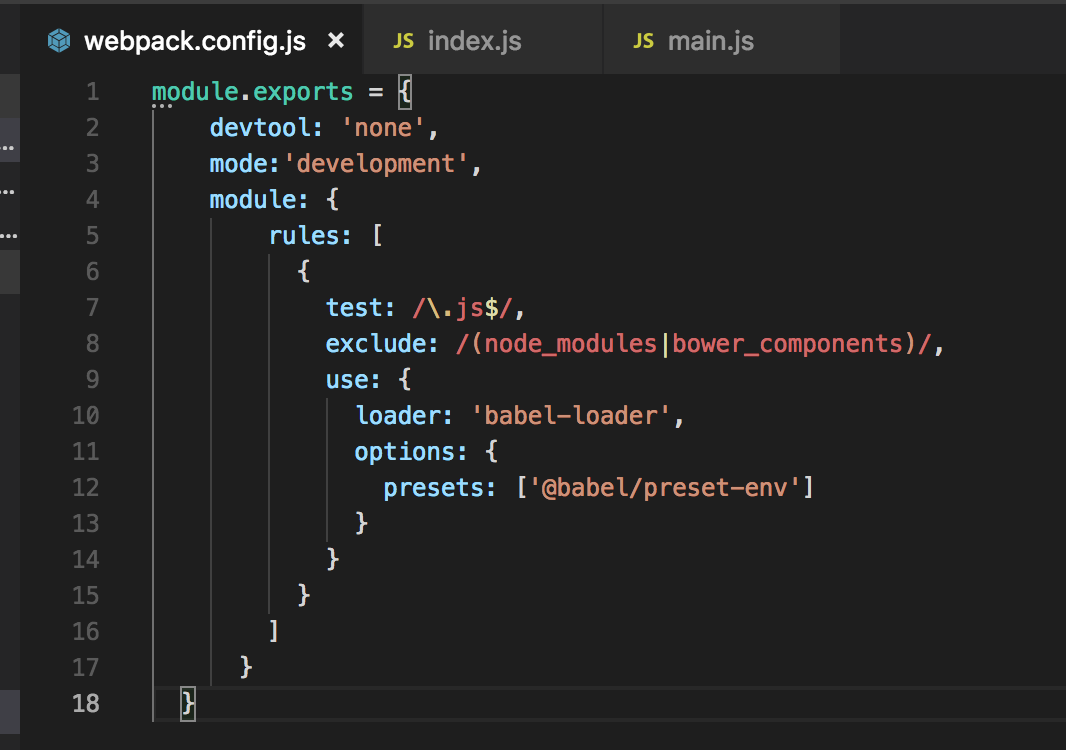 webpack.config.js × JS index.js JS main.js
1 module.exports = {
2     devtool: 'none',
3     mode:'development',
4     module: {
5         rules: [
6           {
7             test: /\.js$/,
8             exclude: /(node_modules|bower_components)/,
9             use: {
10               loader: 'babel-loader',
11               options: {
12                 presets: ['@babel/preset-env']
13               }
14             }
15           }
16         ]
17       }
18   }